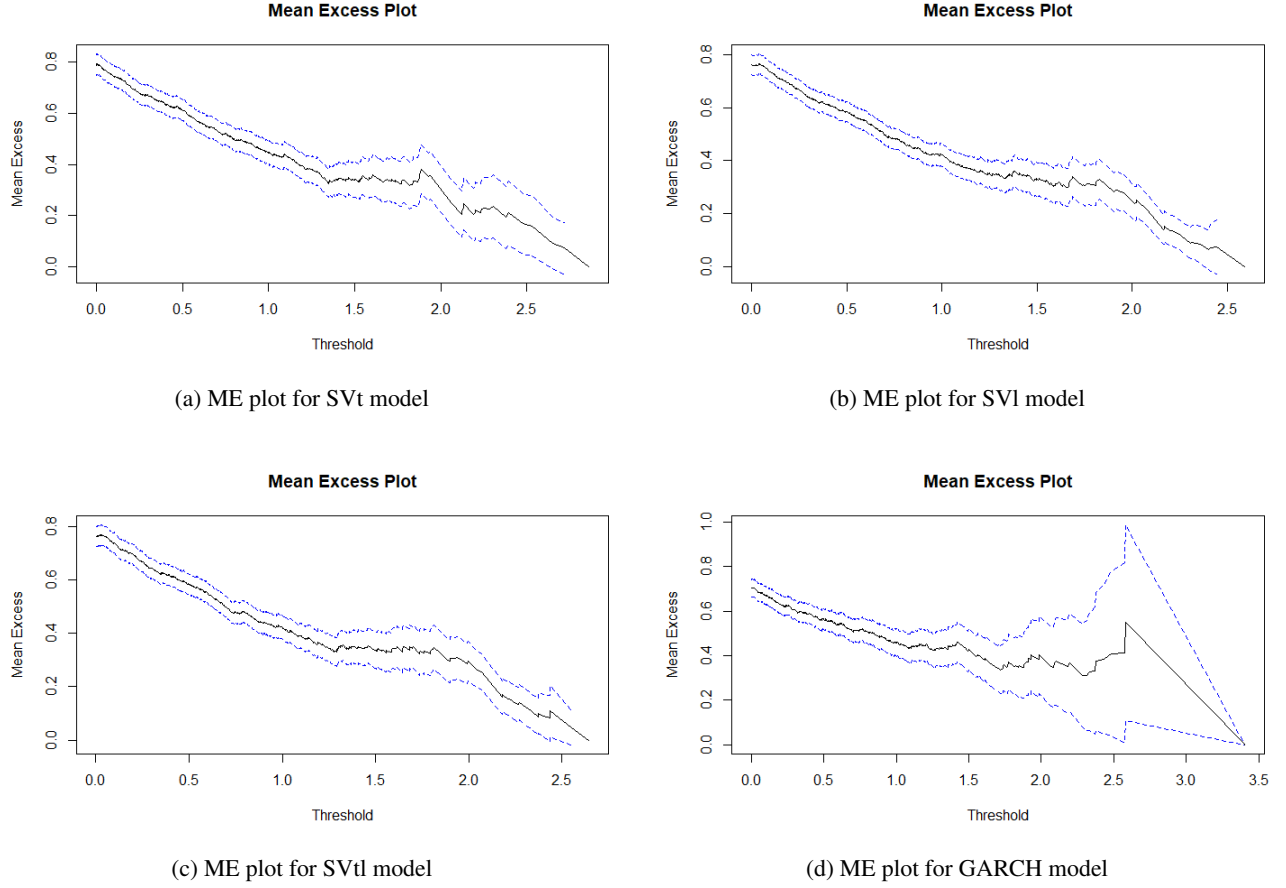 Mean Excess Plot
Mean Excess
0.0 0.2 0.4 0.6 0.8
0.0 0.5 1.0 1.5 2.0 2.5
Threshold
(a) ME plot for SVt model
Mean Excess Plot
Mean Excess
0.0 0.2 0.4 0.6 0.8
0.0 0.5 1.0 1.5 2.0 2.5
Threshold
(b) ME plot for SVl model
Mean Excess Plot
Mean Excess
0.0 0.2 0.4 0.6 0.8
0.0 0.5 1.0 1.5 2.0 2.5
Threshold
(c) ME plot for SVtl model
Mean Excess Plot
Mean Excess
0.0 0.2 0.4 0.6 0.8 1.0
0.0 0.5 1.0 1.5 2.0 2.5 3.0 3.5
Threshold
(d) ME plot for GARCH model